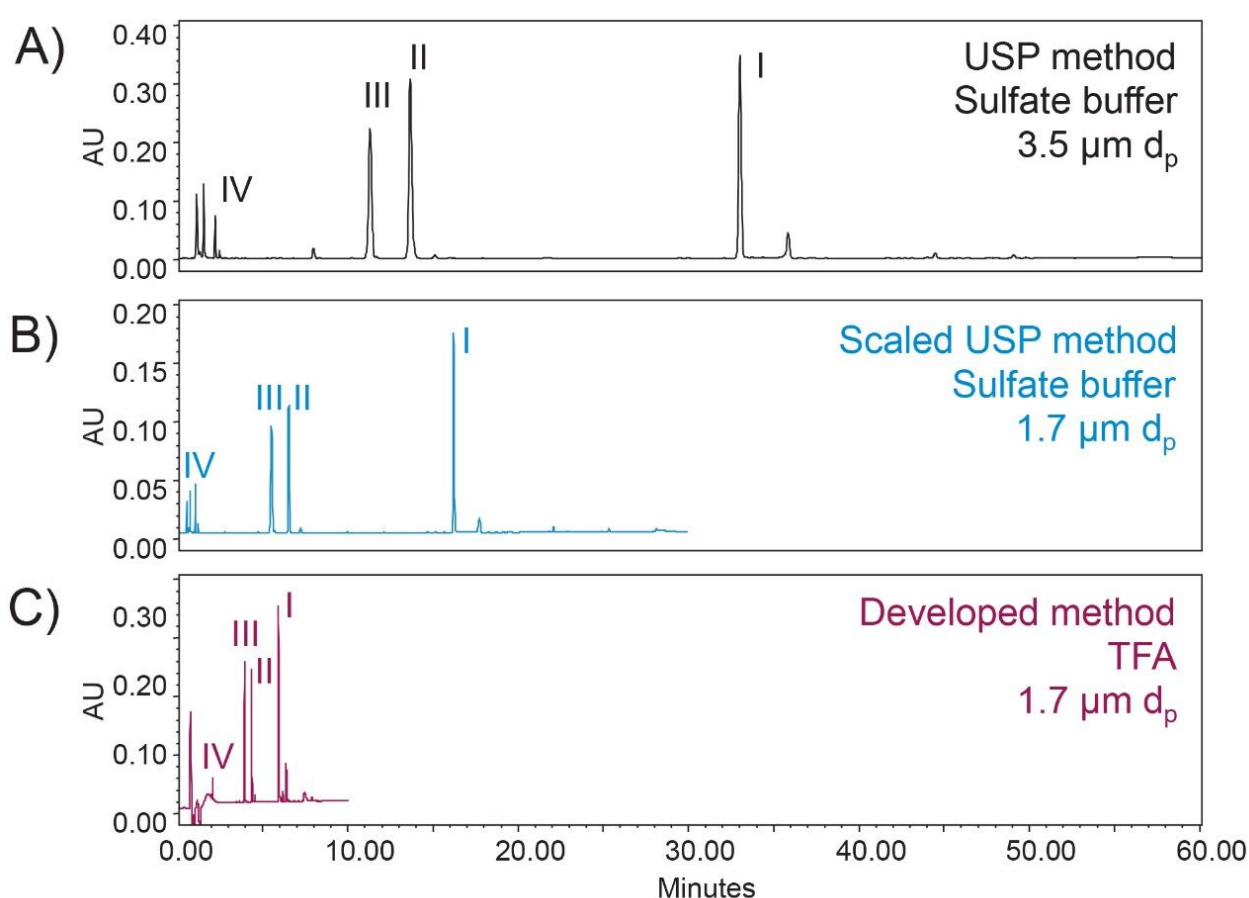 A)
AU
0.40
0.30
0.20
0.10
0.00
IV
III
II
I
USP method
Sulfate buffer
3.5 µm dp
B)
AU
0.20
0.15
0.10
0.05
0.00
IV
III II
I
Scaled USP method
Sulfate buffer
1.7 µm dp
C)
AU
0.30
0.20
0.10
0.00
IV
III
II
I
Developed method
TFA
1.7 µm dp
0.00 10.00 20.00 30.00 40.00 50.00 60.00
Minutes